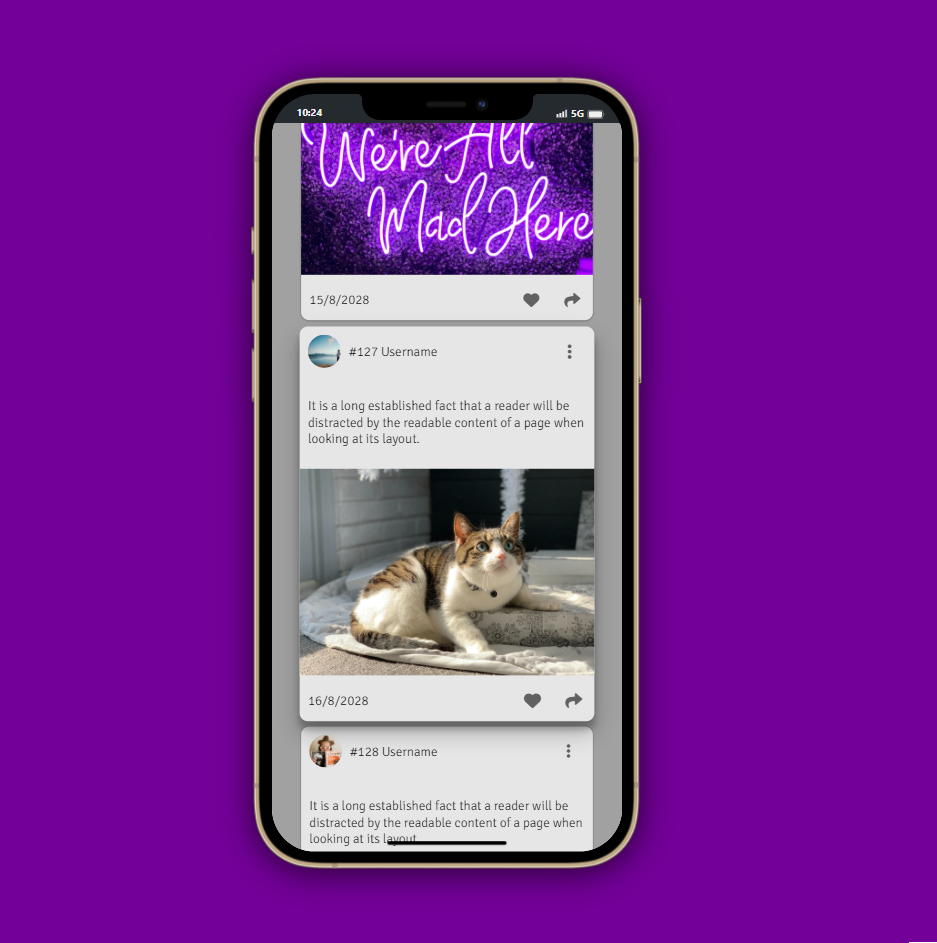 10:24
5G
We're All
Mad Here
15/8/2028
#127 Username
It is a long established fact that a reader will be
distracted by the readable content of a page when
looking at its layout.
16/8/2028
#128 Username
It is a long established fact that a reader will be
distracted by the readable content of a page when
looking at its layout